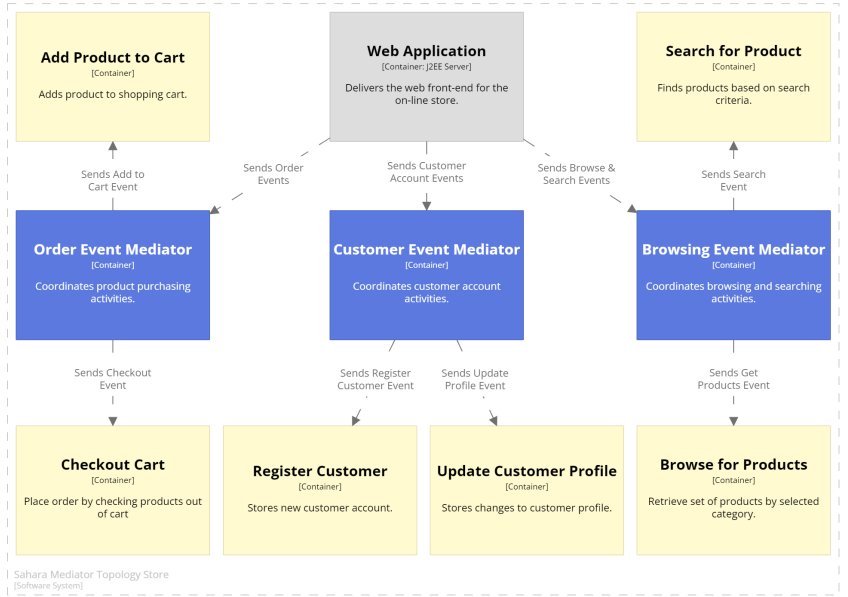 Add Product to Cart
[Container]
Adds product to shopping cart.
Web Application
[Container: J2EE Server]
Delivers the web front-end for the
on-line store.
Search for Product
[Container]
Finds products based on search
criteria.
Sends Add to
Cart Event
Sends Order
Events
Sends Customer
Account Events
Sends Browse &
Search Events
Sends Search
Event
Order Event Mediator
[Container]
Coordinates product purchasing
activities.
Customer Event Mediator
[Container]
Coordinates customer account
activities.
Browsing Event Mediator
[Container]
Coordinates browsing and searching
activities.
Sends Checkout
Event
Sends Register
Customer Event
Sends Update
Profile Event
Sends Get
Products Event
Checkout Cart
[Container]
Place order by checking products out
of cart
Register Customer
[Container]
Stores new customer account.
Update Customer Profile
[Container]
Stores changes to customer profile.
Browse for Products
[Container]
Retrieve set of products by selected
category.
Sahara Mediator Topology Store
[Software System]